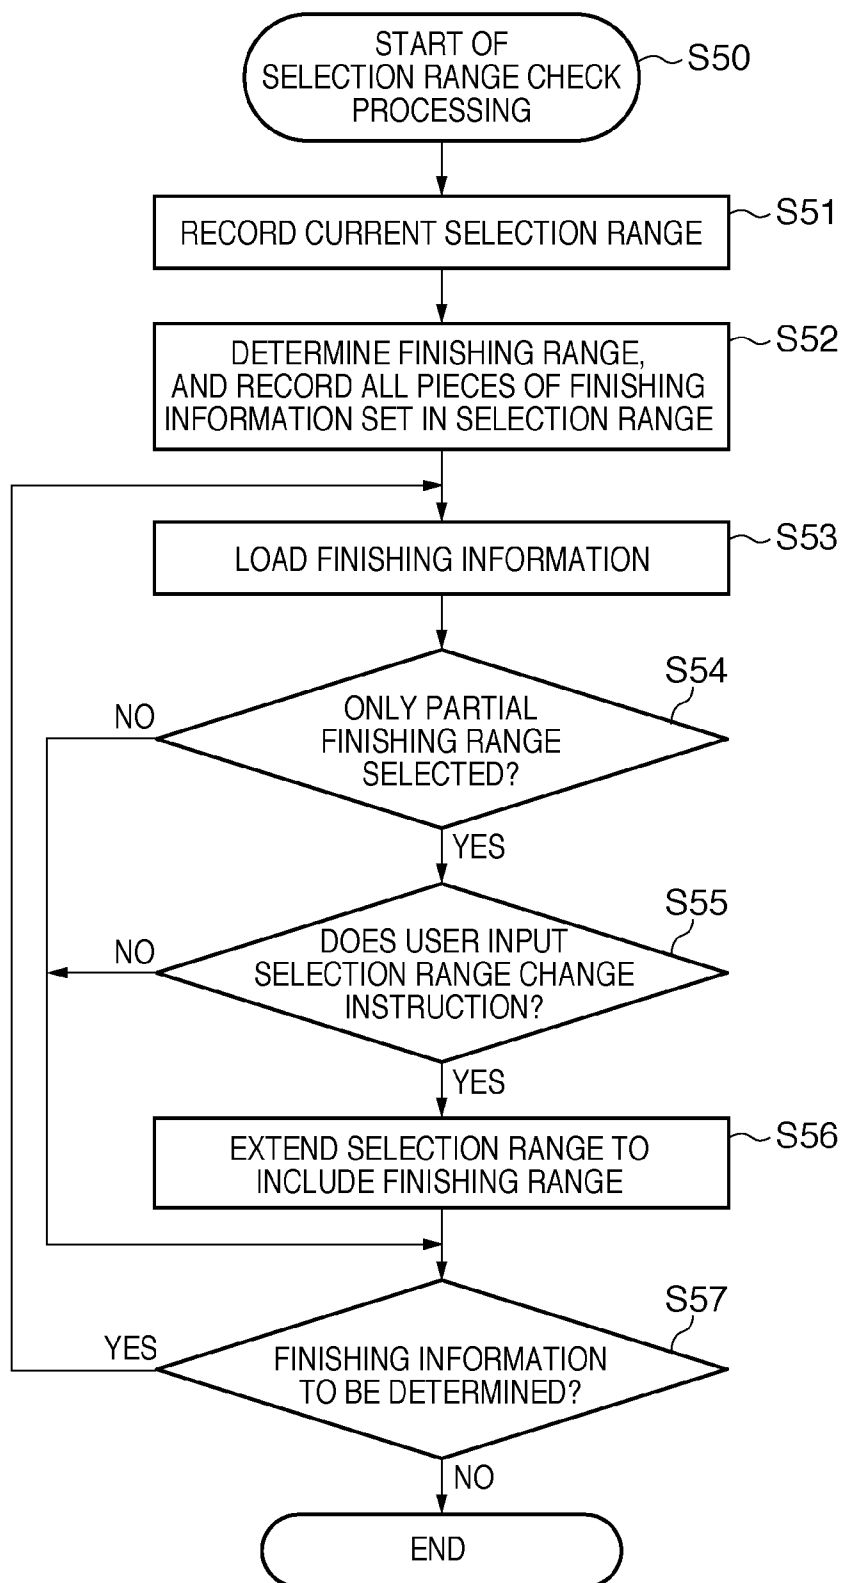 START OF
SELECTION RANGE CHECK
PROCESSING
S50
RECORD CURRENT SELECTION RANGE
S51
DETERMINE FINISHING RANGE,
AND RECORD ALL PIECES OF FINISHING
INFORMATION SET IN SELECTION RANGE
S52
LOAD FINISHING INFORMATION
S53
ONLY PARTIAL
FINISHING RANGE
SELECTED?
S54
NO
YES
DOES USER INPUT
SELECTION RANGE CHANGE
INSTRUCTION?
S55
NO
YES
EXTEND SELECTION RANGE TO
INCLUDE FINISHING RANGE
S56
FINISHING INFORMATION
TO BE DETERMINED?
S57
YES
NO
END